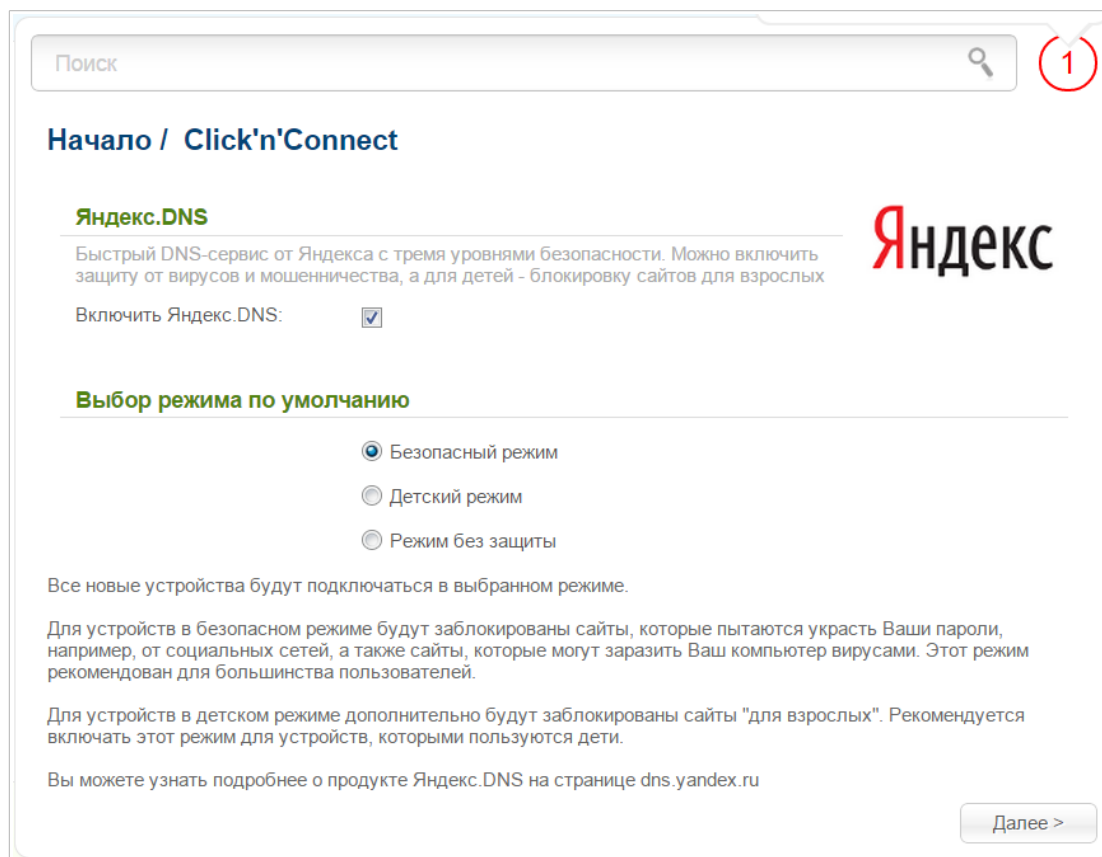 Поиск
1
Начало /  Click'n'Connect
Яндекс.DNS
Яндекс
Быстрый DNS-сервис от Яндекса с тремя уровнями безопасности. Можно включить
защиту от вирусов и мошенничества, а для детей - блокировку сайтов для взрослых
Включить Яндекс.DNS:
Выбор режима по умолчанию
Безопасный режим
Детский режим
Режим без защиты
Все новые устройства будут подключаться в выбранном режиме.
Для устройств в безопасном режиме будут заблокированы сайты, которые пытаются украсть Ваши пароли,
например, от социальных сетей, а также сайты, которые могут заразить Ваш компьютер вирусами. Этот режим
рекомендован для большинства пользователей.
Для устройств в детском режиме дополнительно будут заблокированы сайты "для взрослых". Рекомендуется
включать этот режим для устройств, которыми пользуются дети.
Вы можете узнать подробнее о продукте Яндекс.DNS на странице dns.yandex.ru
Далее >